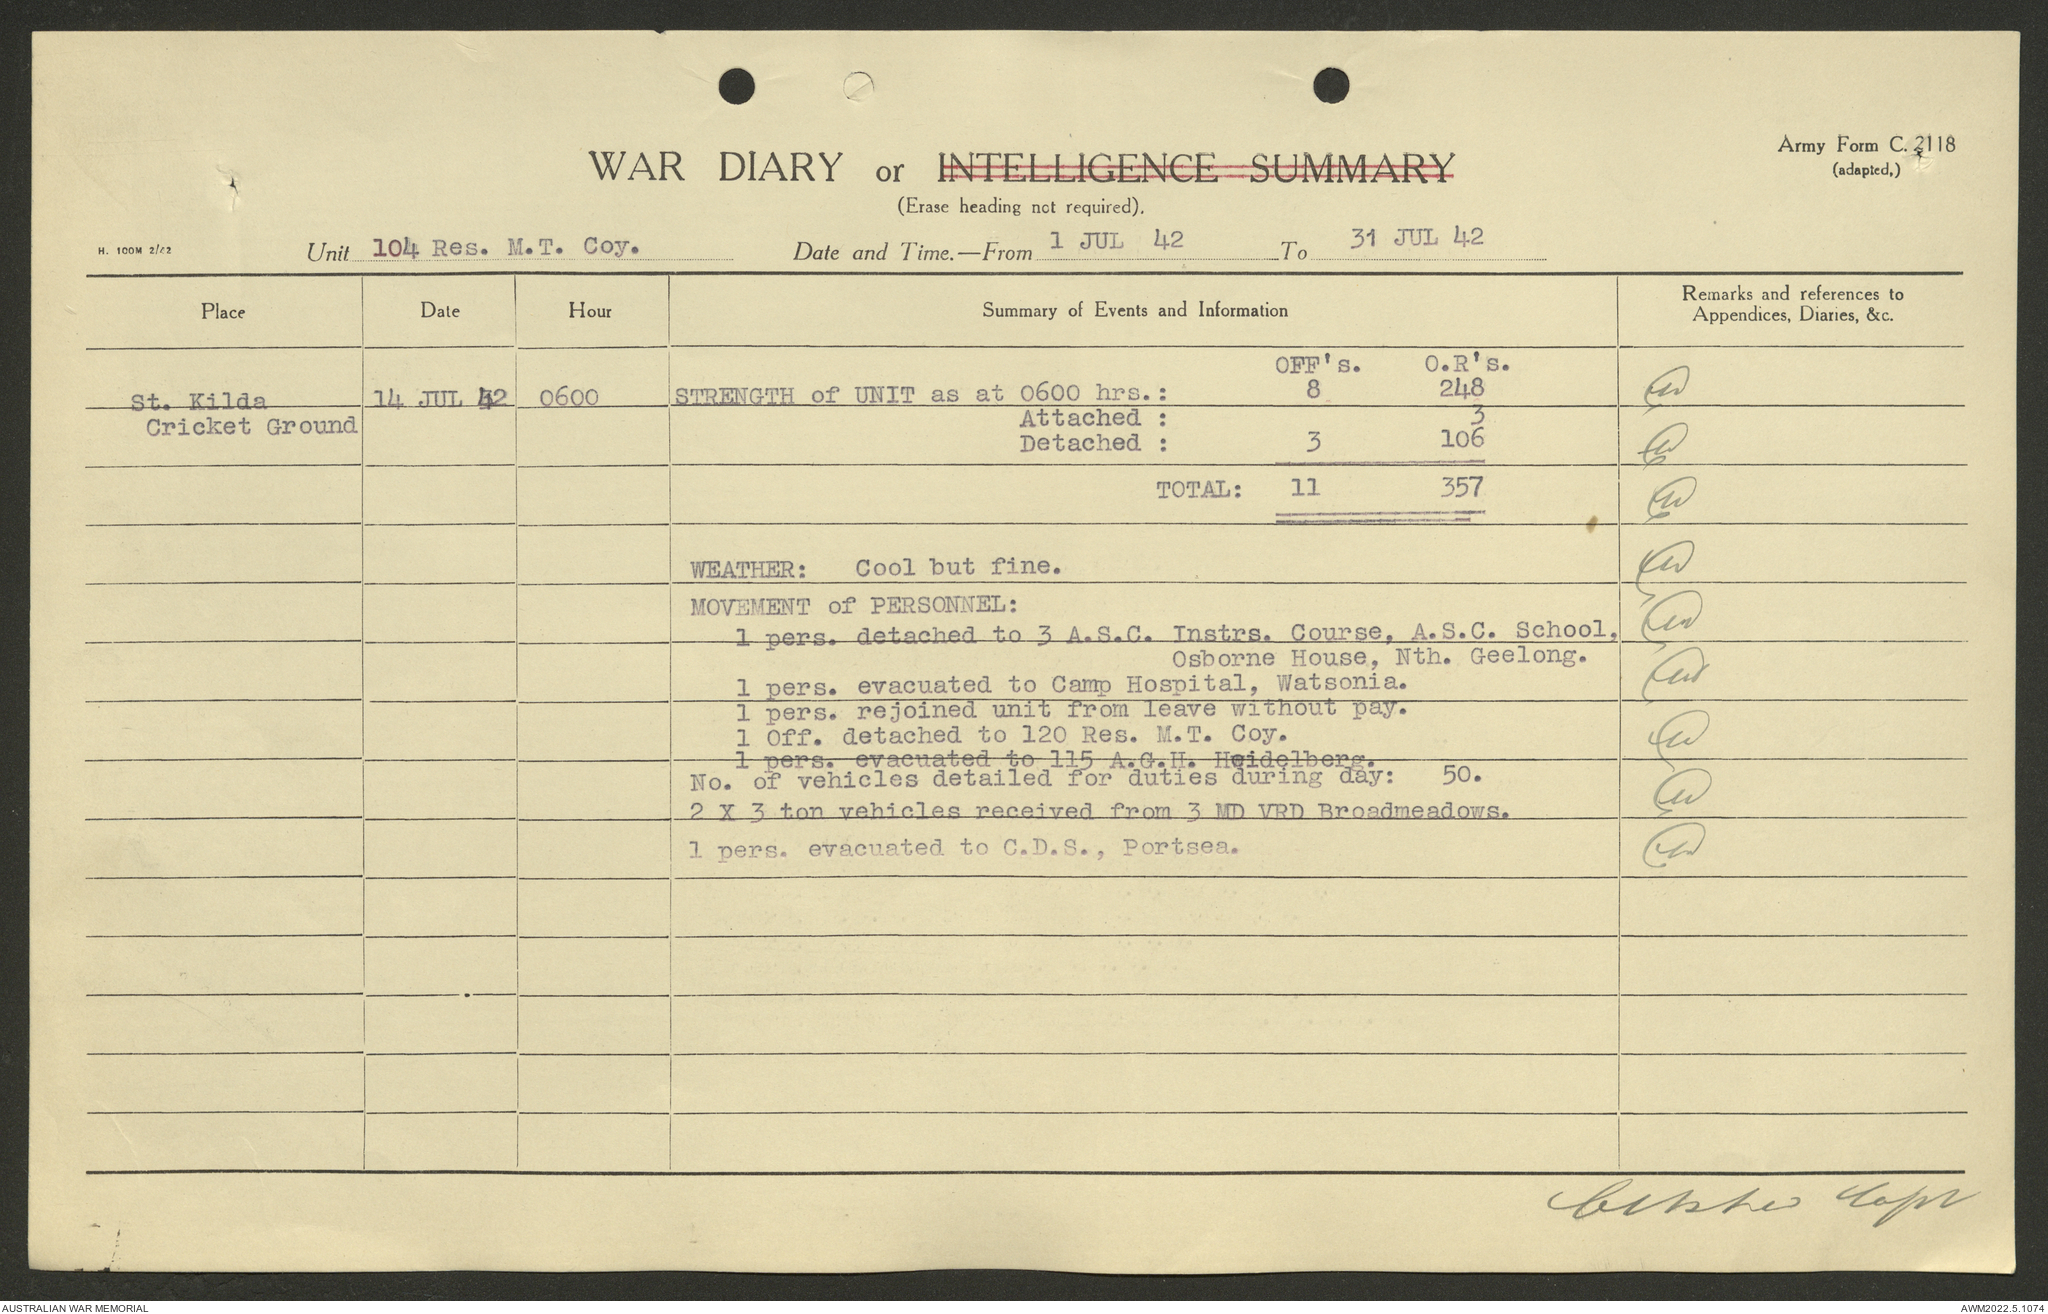 WAR DIARY or INTELLIGENCE SUMMARY
(Erase heading not required).
Army Form C. 2118
(adapted,)
H. 100M 2/42
Unit 104 Res. M.T. Coy. Date and Time.—From 1 JUL 42 To 31 JUL 42
Place Date Hour Summary of Events and Information Remarks and references to
Appendices, Diaries, &c.
OFF's. O.R's.
St. Kilda 14 JUL 42 0600 STRENGTH of UNIT as at 0600 hrs.: 8 248
Cricket Ground Attached : 3
Detached : 3 106
TOTAL: 11 357
WEATHER: Cool but fine.
MOVEMENT of PERSONNEL:
1 pers. detached to 3 A.S.C. Instrs. Course, A.S.C. School,
Osborne House, Nth. Geelong.
1 pers. evacuated to Camp Hospital, Watsonia.
1 pers. rejoined unit from leave without pay.
1 Off. detached to 120 Res. M.T. Coy.
1 pers. evacuated to 115 A.G.H. Heidelberg.
No. of vehicles detailed for duties during day: 50.
2 X 3 ton vehicles received from 3 MD VRD Broadmeadows.
1 pers. evacuated to C.D.S., Portsea.
Capt
AUSTRALIAN WAR MEMORIAL
AWM2022.5.1074